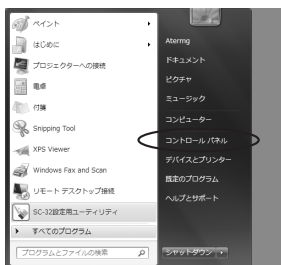 ペイント
はじめに
プロジェクターへの接続
電卓
付箋
Snipping Tool
XPS Viewer
Windows Fax and Scan
リモート デスクトップ接続
SC-32設定用ユーティリティ
すべてのプログラム
プログラムとファイルの検索
Atermg
ドキュメント
ピクチャ
ミュージック
コンピューター
コントロール パネル
デバイスとプリンター
既定のプログラム
ヘルプとサポート
シャットダウン